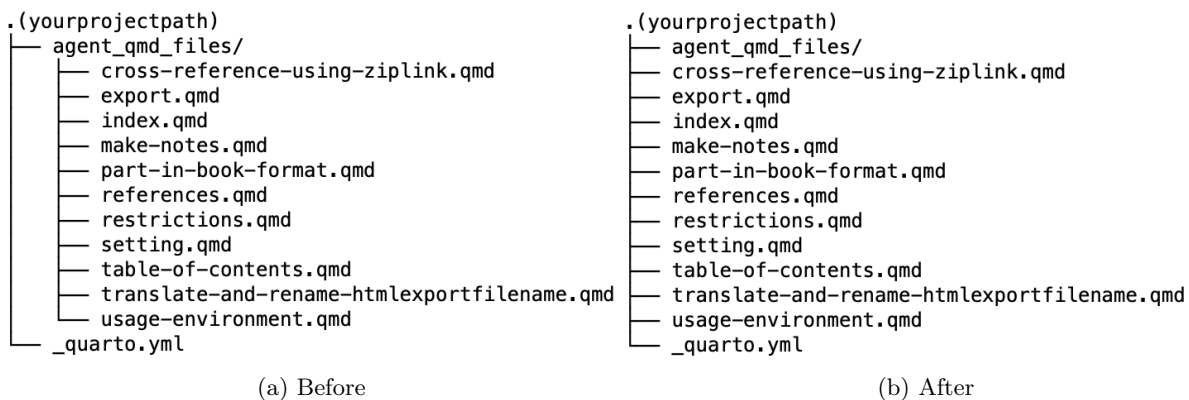 .(yourprojectpath)
├── agent_qmd_files/
│   ├── cross-reference-using-ziplink.qmd
│   ├── export.qmd
│   ├── index.qmd
│   ├── make-notes.qmd
│   ├── part-in-book-format.qmd
│   ├── references.qmd
│   ├── restrictions.qmd
│   ├── setting.qmd
│   ├── table-of-contents.qmd
│   ├── translate-and-rename-htmlexportfilename.qmd
│   └── usage-environment.qmd
└── _quarto.yml
(a) Before
.(yourprojectpath)
├── agent_qmd_files/
├── cross-reference-using-ziplink.qmd
├── export.qmd
├── index.qmd
├── make-notes.qmd
├── part-in-book-format.qmd
├── references.qmd
├── restrictions.qmd
├── setting.qmd
├── table-of-contents.qmd
├── translate-and-rename-htmlexportfilename.qmd
├── usage-environment.qmd
└── _quarto.yml
(b) After